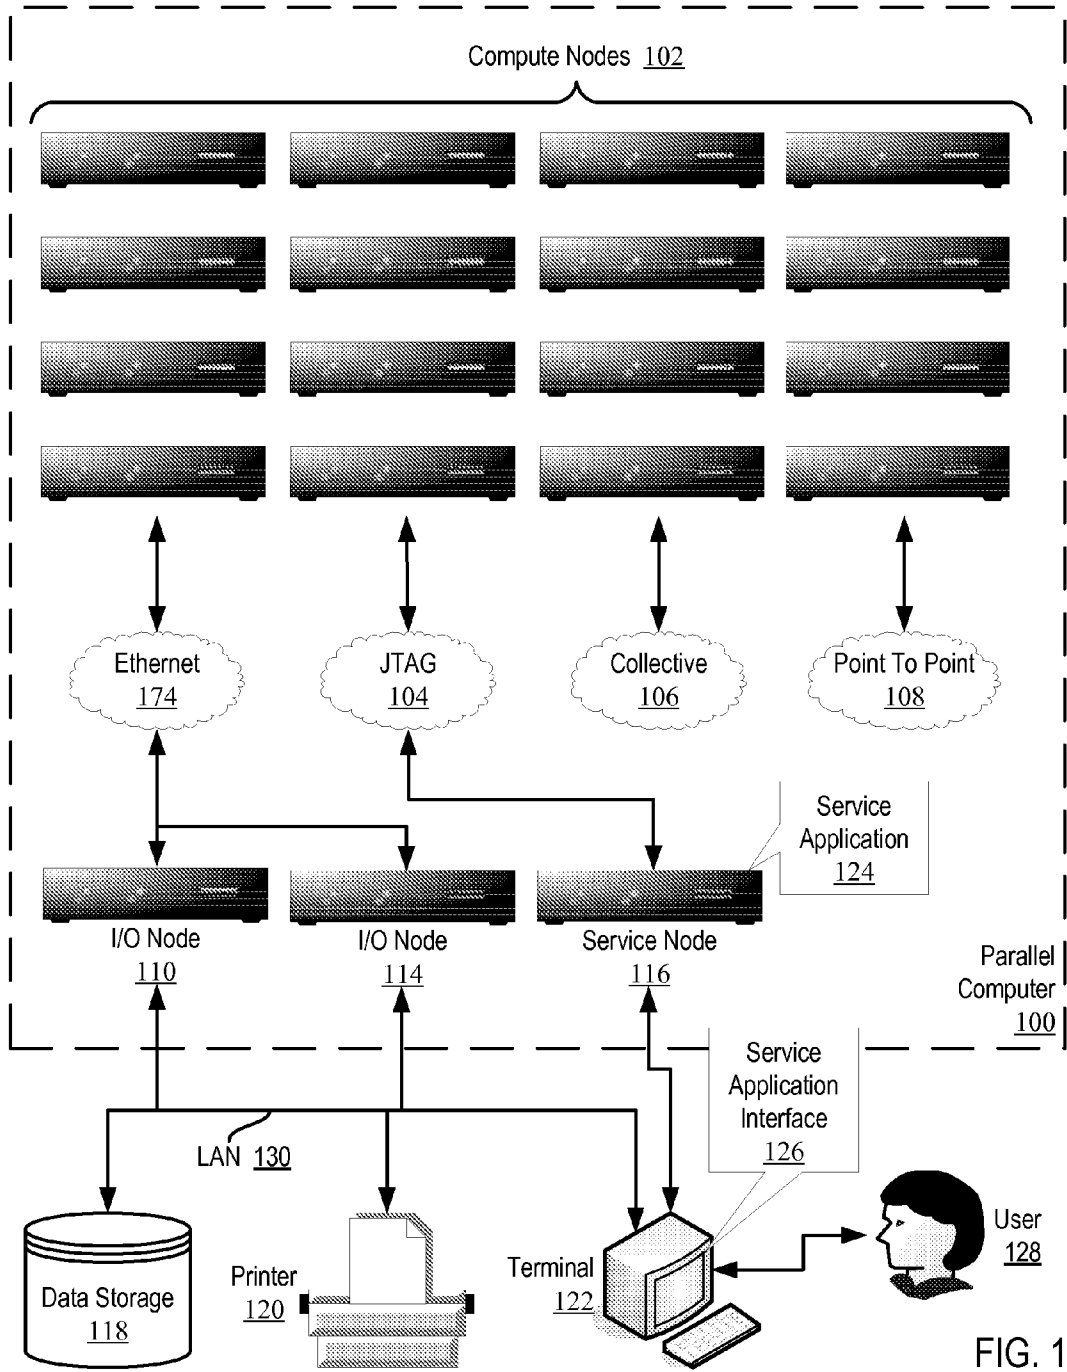 Compute Nodes 102
Ethernet
174
JTAG
104
Collective
106
Point To Point
108
Service
Application
124
I/O Node
110
I/O Node
114
Service Node
116
Parallel
Computer
100
Service
Application
Interface
126
LAN 130
Data Storage
118
Printer
120
Terminal
122
User
128
FIG. 1